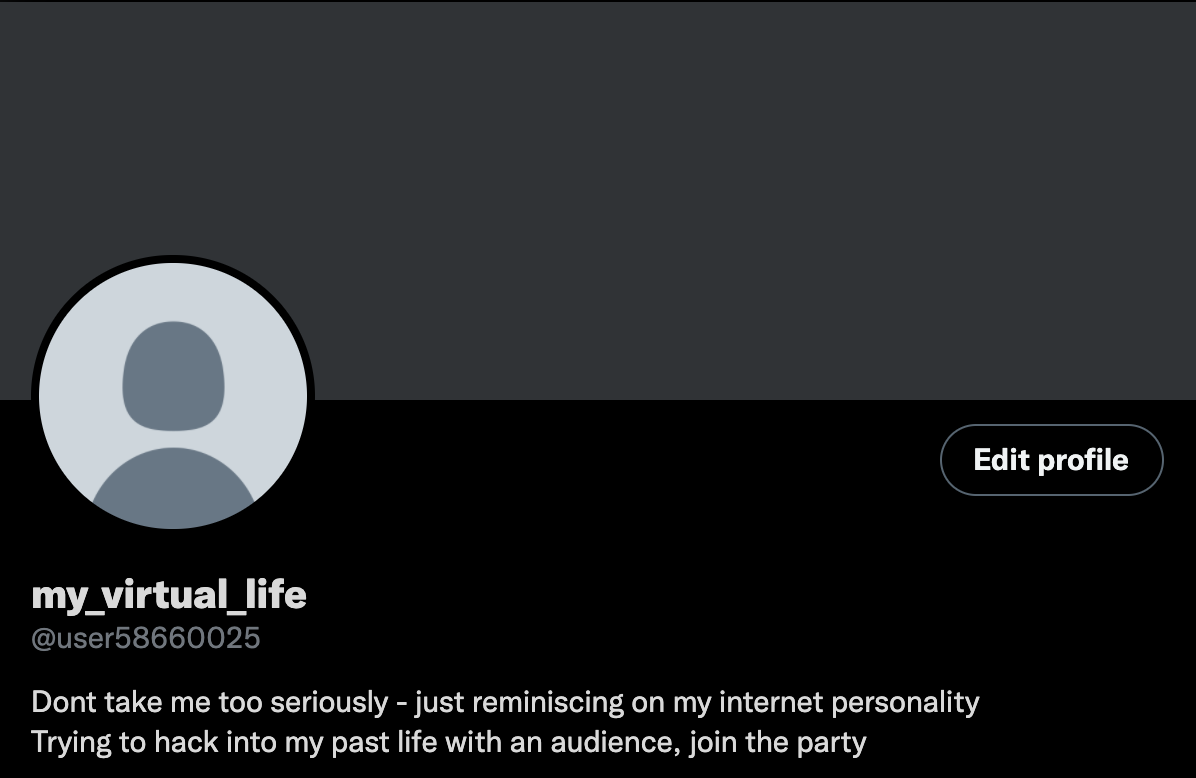 Edit profile
my_virtual_life
@user58660025
Dont take me too seriously - just reminiscing on my internet personality
Trying to hack into my past life with an audience, join the party